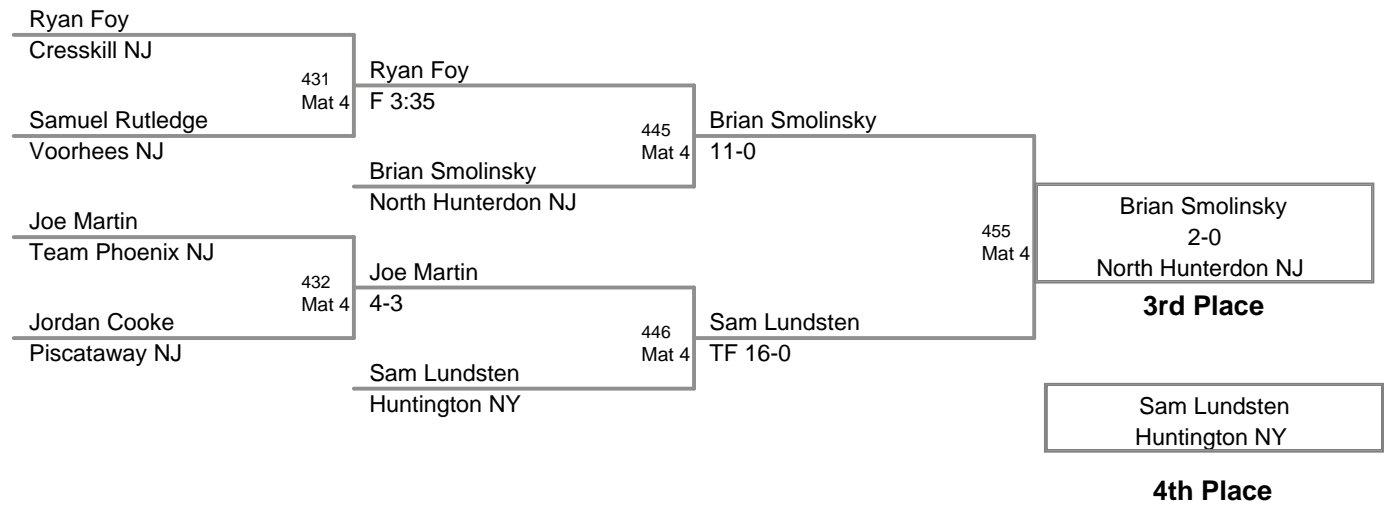 Ryan Foy
Cresskill NJ
431
Mat 4
Ryan Foy
F 3:35
Samuel Rutledge
Voorhees NJ
445
Mat 4
Brian Smolinsky
11-0
Brian Smolinsky
North Hunterdon NJ
Joe Martin
Team Phoenix NJ
432
Mat 4
Joe Martin
4-3
Jordan Cooke
Piscataway NJ
446
Mat 4
Sam Lundsten
TF 16-0
Sam Lundsten
Huntington NY
455
Mat 4
Brian Smolinsky
2-0
North Hunterdon NJ
3rd Place
Sam Lundsten
Huntington NY
4th Place